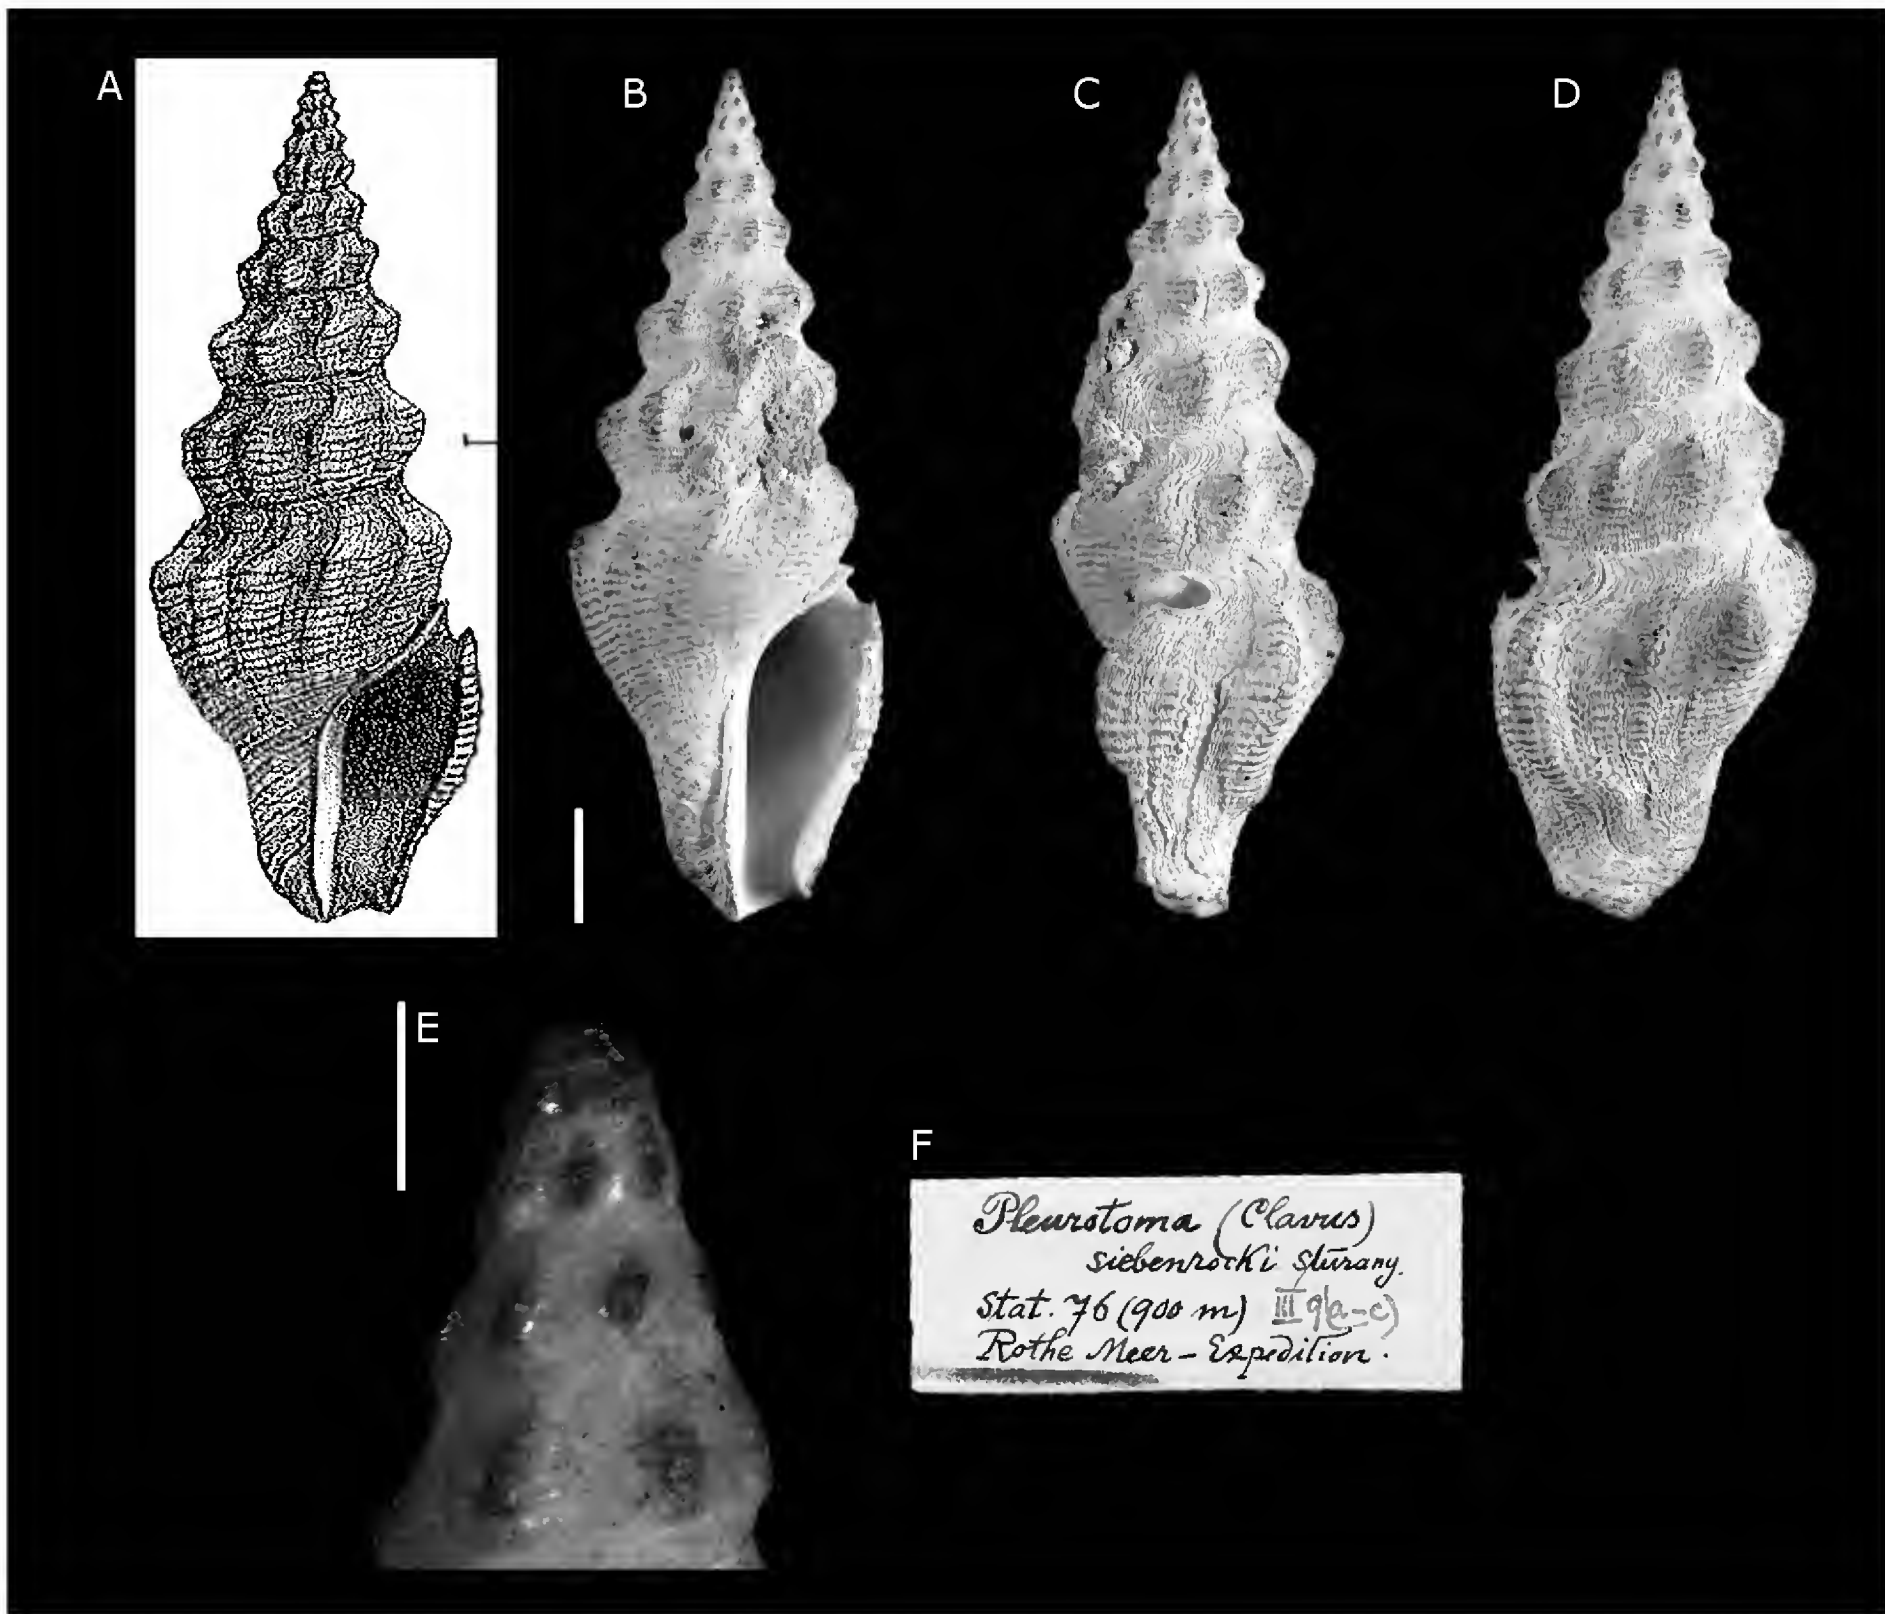 A
B
C
D
E
F
Pleurotoma (Clavus)
siebenrocki Sturany.
Stat. 76 (900 m) III 9(a-c)
Rothe Meer - Expedition.